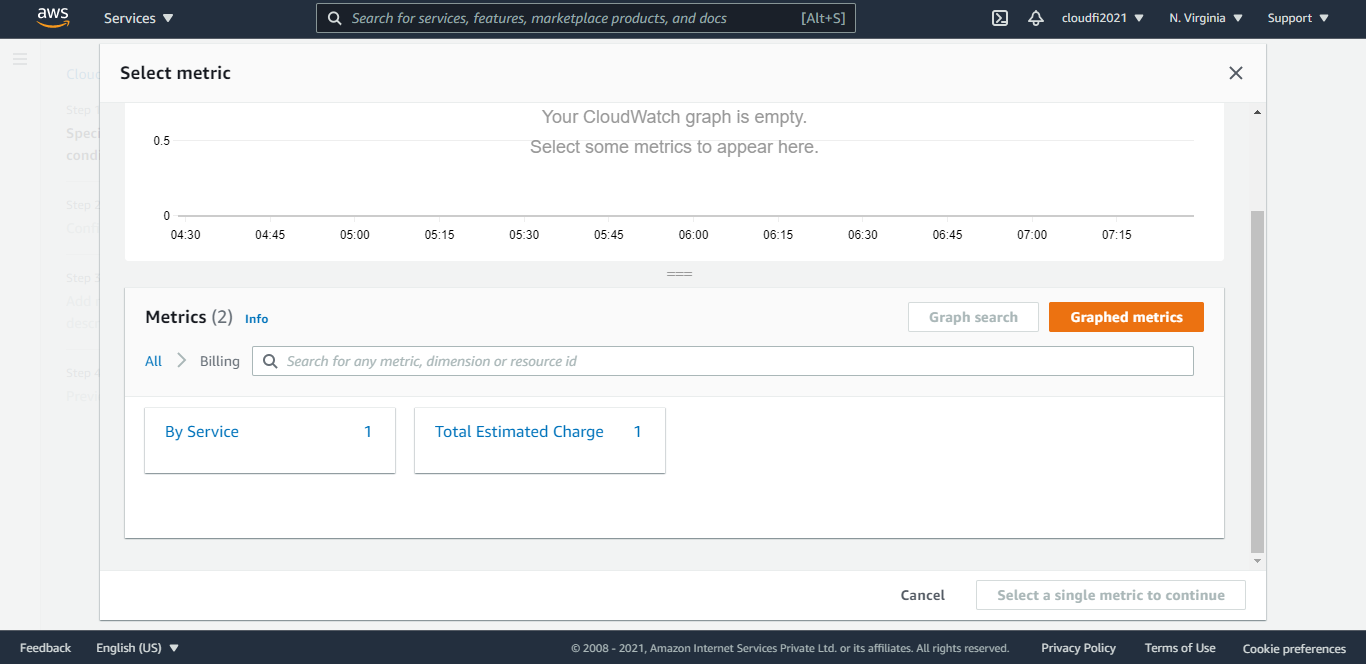 aws Services Search for services, features, marketplace products, and docs [Alt+S] cloudfi2021 N. Virginia Support
Select metric
Cloud
Step 1
Speci
condi
Step 2
Confi
Step 3
Add
desc
Step 4
Previ
Your CloudWatch graph is empty.
0.5
Select some metrics to appear here.
0
04:30 04:45 05:00 05:15 05:30 05:45 06:00 06:15 06:30 06:45 07:00 07:15
Metrics (2) Info Graph search Graphed metrics
All Billing Search for any metric, dimension or resource id
By Service 1 Total Estimated Charge 1
Cancel Select a single metric to continue
Feedback English (US) © 2008 - 2021, Amazon Internet Services Private Ltd. or its affiliates. All rights reserved. Privacy Policy Terms of Use Cookie preferences